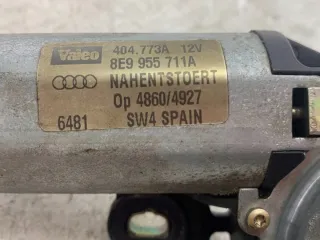 Valeo 404.773A 12V
8E9 955 711A
NAHENTSTOERT
Op 4860/4927
6481 SW4 SPAIN